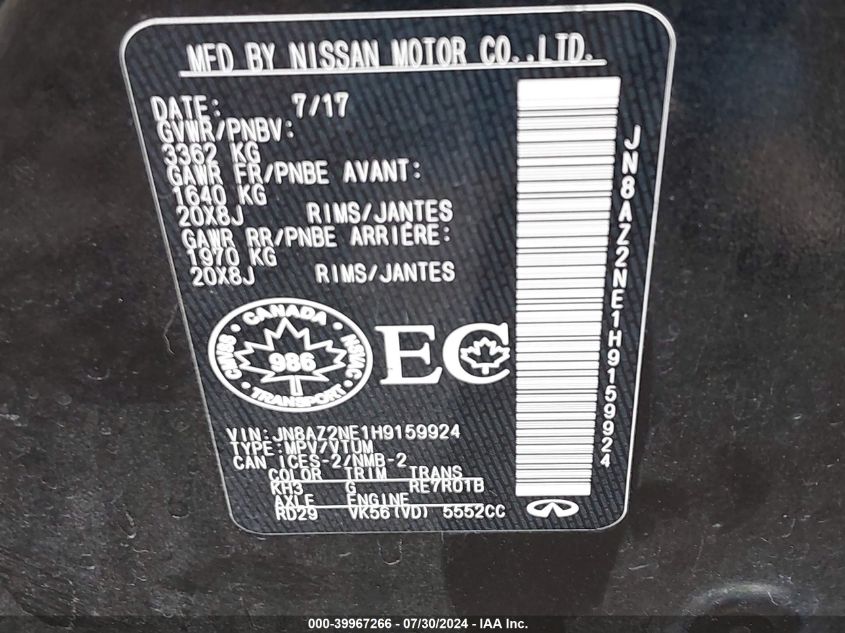 MFD BY NISSAN MOTOR CO.,LTD.
DATE: 7/17
GVWR/PNBV:
3362 KG
GAWR FR/PNBE AVANT:
1640 KG
20X8J RIMS/JANTES
GAWR RR/PNBE ARRIÈRE:
1970 KG
20X8J RIMS/JANTES
CANADA
CMVSS 986 NSVAC
TRANSPORT
EC
VIN:JN8AZ2NE1H9159924
TYPE:MPV/VTUM
CAN ICES-2/NMB-2
COLOR TRIM TRANS
KH3 G RE7R01B
AXLE ENGINE
RD29 VK56(VD) 5552CC
JN8AZ2NE1H9159924
000-39967266 / 07/30/2024 - IAA Inc.